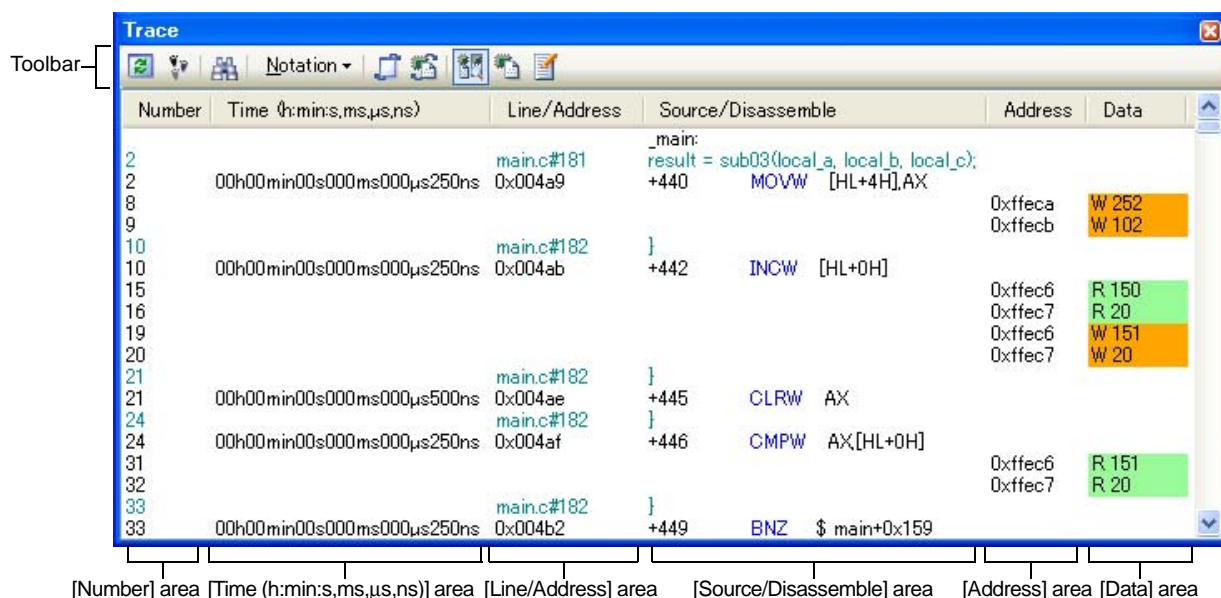 Trace
Toolbar
Notation
Number Time (h:min:s,ms,µs,ns) Line/Address Source/Disassemble Address Data
_main:
2 main.c#181 result = sub03(local_a, local_b, local_c);
2 00h00min00s000ms000µs250ns 0x004a9 +440 MOVW [HL+4H],AX
8 0xffeca W 252
9 0xffecb W 102
10 main.c#182 }
10 00h00min00s000ms000µs250ns 0x004ab +442 INCW [HL+0H]
15 0xffec6 R 150
16 0xffec7 R 20
19 0xffec6 W 151
20 0xffec7 W 20
21 main.c#182 }
21 00h00min00s000ms000µs500ns 0x004ae +445 CLRW AX
24 main.c#182 }
24 00h00min00s000ms000µs250ns 0x004af +446 CMPW AX,[HL+0H]
31 0xffec6 R 151
32 0xffec7 R 20
33 main.c#182 }
33 00h00min00s000ms000µs250ns 0x004b2 +449 BNZ $ main+0x159
[Number] area [Time (h:min:s,ms,µs,ns)] area [Line/Address] area [Source/Disassemble] area [Address] area [Data] area